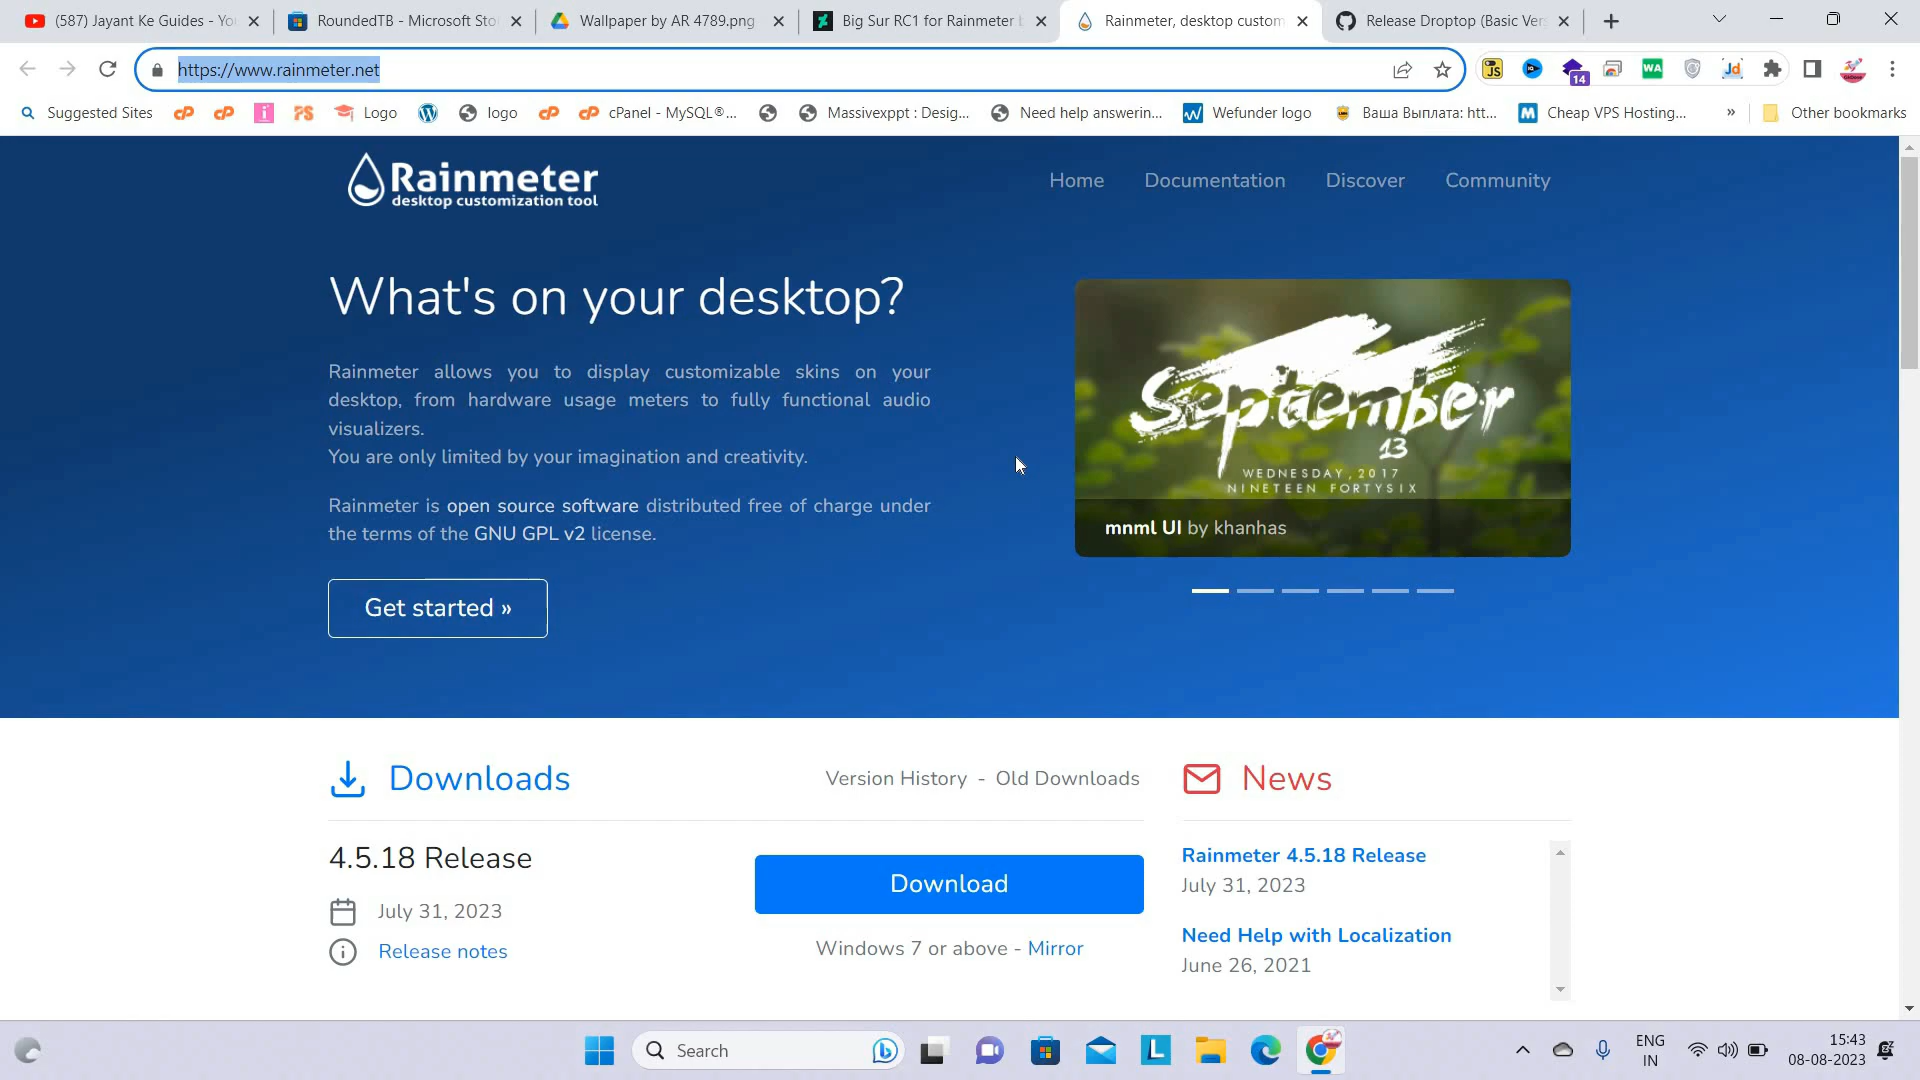 (587) Jayant Ke Guides - Yo
RoundedTB - Microsoft Sto
Wallpaper by AR 4789.png
Big Sur RC1 for Rainmeter b
Rainmeter, desktop custom
Release Droptop (Basic Ver
https://www.rainmeter.net
JS
14
WA
Jd
Suggested Sites
Logo
logo
cPanel - MySQL®...
Massivexppt : Desig...
Need help answerin...
Wefunder logo
Ваша Выплата: htt...
Cheap VPS Hosting...
»
Other bookmarks
Rainmeter
desktop customization tool
Home
Documentation
Discover
Community
What's on your desktop?
Rainmeter allows you to display customizable skins on your
desktop, from hardware usage meters to fully functional audio
visualizers.
You are only limited by your imagination and creativity.
Rainmeter is open source software distributed free of charge under
the terms of the GNU GPL v2 license.
Get started »
September
13
WEDNESDAY, 2017
NINETEEN FORTYSIX
mnml UI by khanhas
Downloads
Version History - Old Downloads
4.5.18 Release
July 31, 2023
Release notes
Download
Windows 7 or above - Mirror
News
Rainmeter 4.5.18 Release
July 31, 2023
Need Help with Localization
June 26, 2021
Search
L
ENG
IN
15:43
08-08-2023